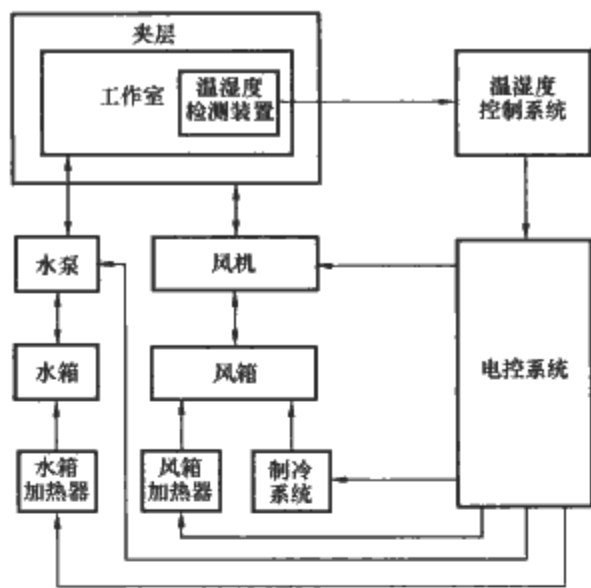 夹层
工作室
温湿度
检测装置
温湿度
控制系统
水泵
风机
水箱
风箱
电控系统
水箱
加热器
风箱
加热器
制冷
系统